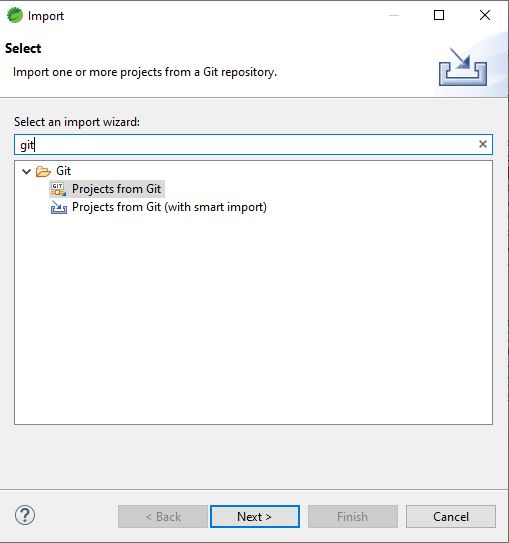 Import
Select
Import one or more projects from a Git repository.
Select an import wizard:
git
Git
Projects from Git
Projects from Git (with smart import)
< Back
Next >
Finish
Cancel